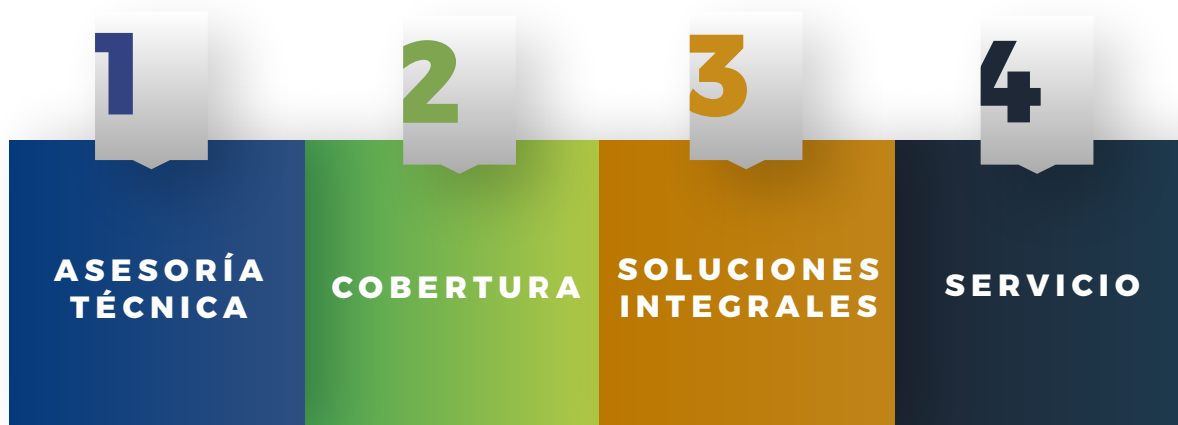 1
ASESORÍA
TÉCNICA
2
COBERTURA
3
SOLUCIONES
INTEGRALES
4
SERVICIO